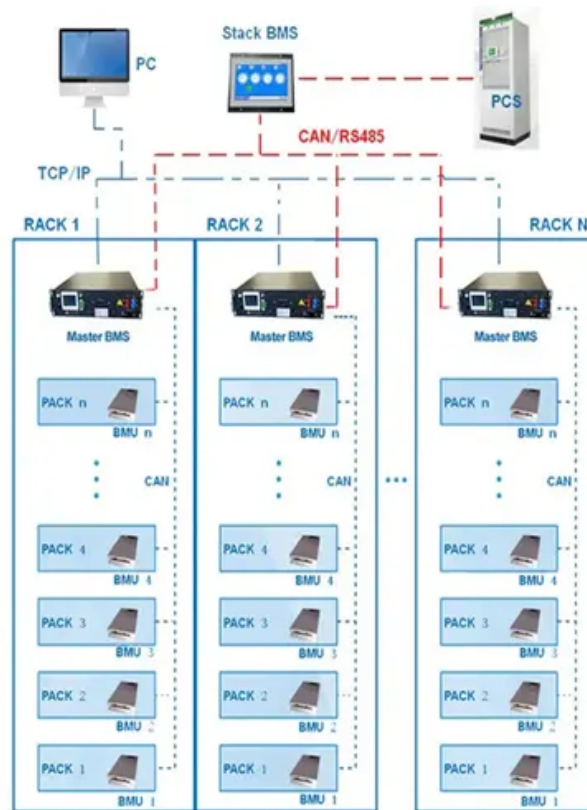 Stack BMS
PC
PCS
CAN/RS485
TCP/IP
RACK 1
RACK 2
RACK N
Master BMS
Master BMS
Master BMS
PACK n
BMU n
PACK n
BMU n
PACK n
BMU n
CAN
CAN
CAN
PACK 4
BMU 4
PACK 4
BMU 4
PACK 4
BMU 4
PACK 3
BMU 3
PACK 3
BMU 3
PACK 3
BMU 3
PACK 2
BMU 2
PACK 2
BMU 2
PACK 2
BMU 2
PACK 1
BMU 1
PACK 1
BMU 1
PACK 1
BMU 1